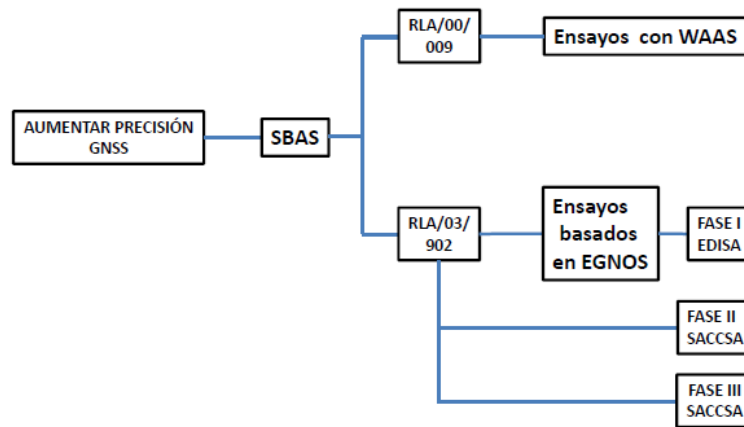 RLA/00/
009
Ensayos con WAAS
AUMENTAR PRECISIÓN
GNSS
SBAS
RLA/03/
902
Ensayos
basados
en EGNOS
FASE I
EDISA
FASE II
SACCSA
FASE III
SACCSA